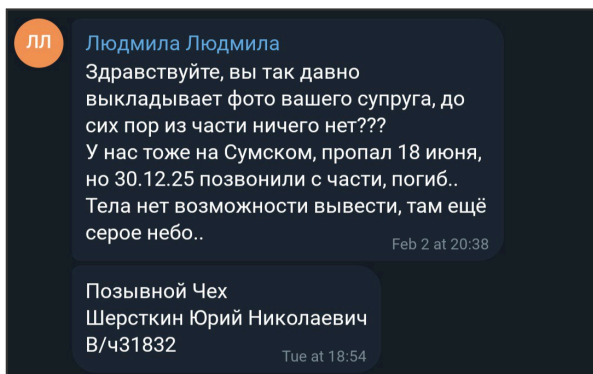 ЛЛ
Людмила Людмила
Здравствуйте, вы так давно
выкладывает фото вашего супруга, до
сих пор из части ничего нет???
У нас тоже на Сумском, пропал 18 июня,
но 30.12.25 позвонили с части, погиб..
Тела нет возможности вывести, там ещё
серое небо..
Feb 2 at 20:38
Позывной Чех
Шерсткин Юрий Николаевич
В/ч31832
Tue at 18:54